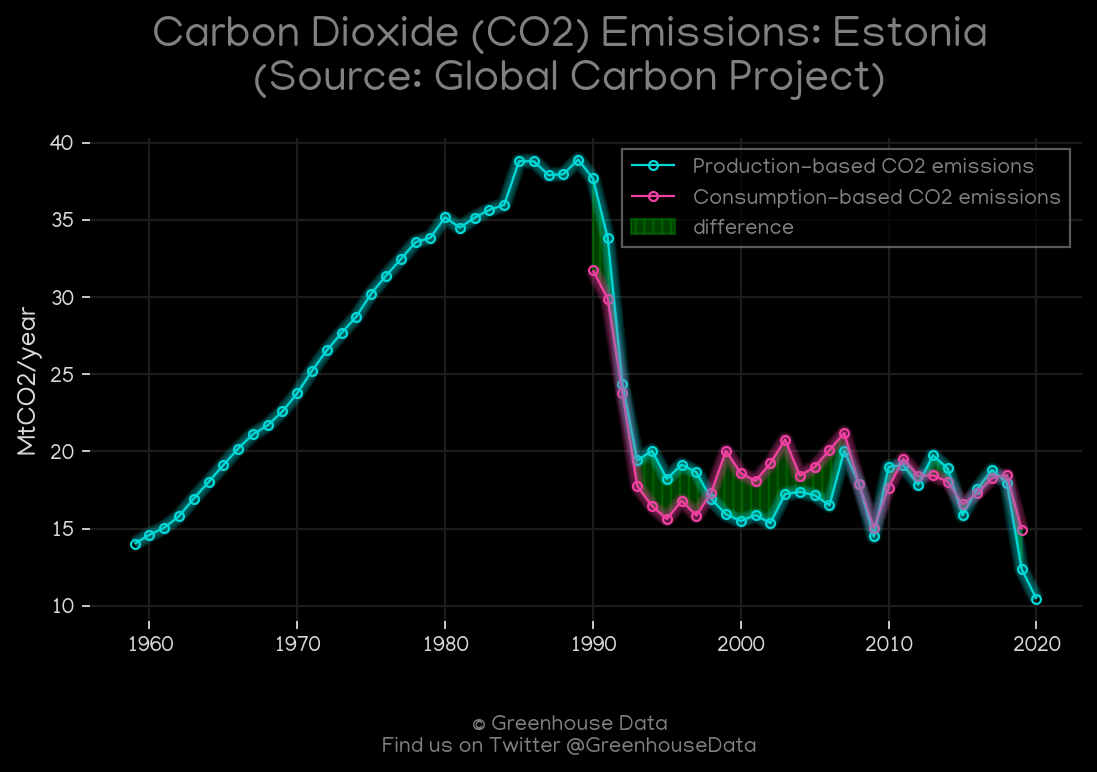 Carbon Dioxide (CO2) Emissions: Estonia
(Source: Global Carbon Project)
40
35
30
25
20
15
10
MtCO2/year
Production-based CO2 emissions
Consumption-based CO2 emissions
difference
1960 1970 1980 1990 2000 2010 2020
© Greenhouse Data
Find us on Twitter @GreenhouseData